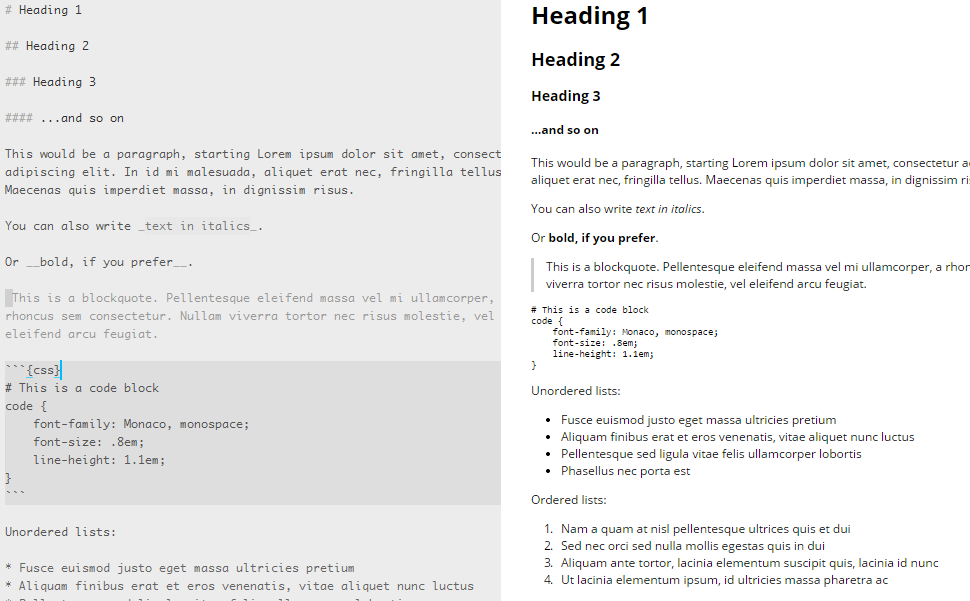 # Heading 1
## Heading 2
### Heading 3
#### ...and so on
This would be a paragraph, starting Lorem ipsum dolor sit amet, consect
adipiscing elit. In id mi malesuada, aliquet erat nec, fringilla tellus
Maecenas quis imperdiet massa, in dignissim risus.
You can also write _text in italics_.
Or __bold, if you prefer__.
This is a blockquote. Pellentesque eleifend massa vel mi ullamcorper,
rhoncus sem consectetur. Nullam viverra tortor nec risus molestie, vel
eleifend arcu feugiat.
```{css}
# This is a code block
code {
    font-family: Monaco, monospace;
    font-size: .8em;
    line-height: 1.1em;
}
```
Unordered lists:
* Fusce euismod justo eget massa ultricies pretium
* Aliquam finibus erat et eros venenatis, vitae aliquet nunc luctus
Heading 1
Heading 2
Heading 3
...and so on
This would be a paragraph, starting Lorem ipsum dolor sit amet, consectetur a
aliquet erat nec, fringilla tellus. Maecenas quis imperdiet massa, in dignissim ri
You can also write text in italics.
Or bold, if you prefer.
This is a blockquote. Pellentesque eleifend massa vel mi ullamcorper, a rhon
viverra tortor nec risus molestie, vel eleifend arcu feugiat.
# This is a code block
code {
    font-family: Monaco, monospace;
    font-size: .8em;
    line-height: 1.1em;
}
Unordered lists:
• Fusce euismod justo eget massa ultricies pretium
• Aliquam finibus erat et eros venenatis, vitae aliquet nunc luctus
• Pellentesque sed ligula vitae felis ullamcorper lobortis
• Phasellus nec porta est
Ordered lists:
1. Nam a quam at nisl pellentesque ultrices quis et dui
2. Sed nec orci sed nulla mollis egestas quis in dui
3. Aliquam ante tortor, lacinia elementum suscipit quis, lacinia id nunc
4. Ut lacinia elementum ipsum, id ultricies massa pharetra ac